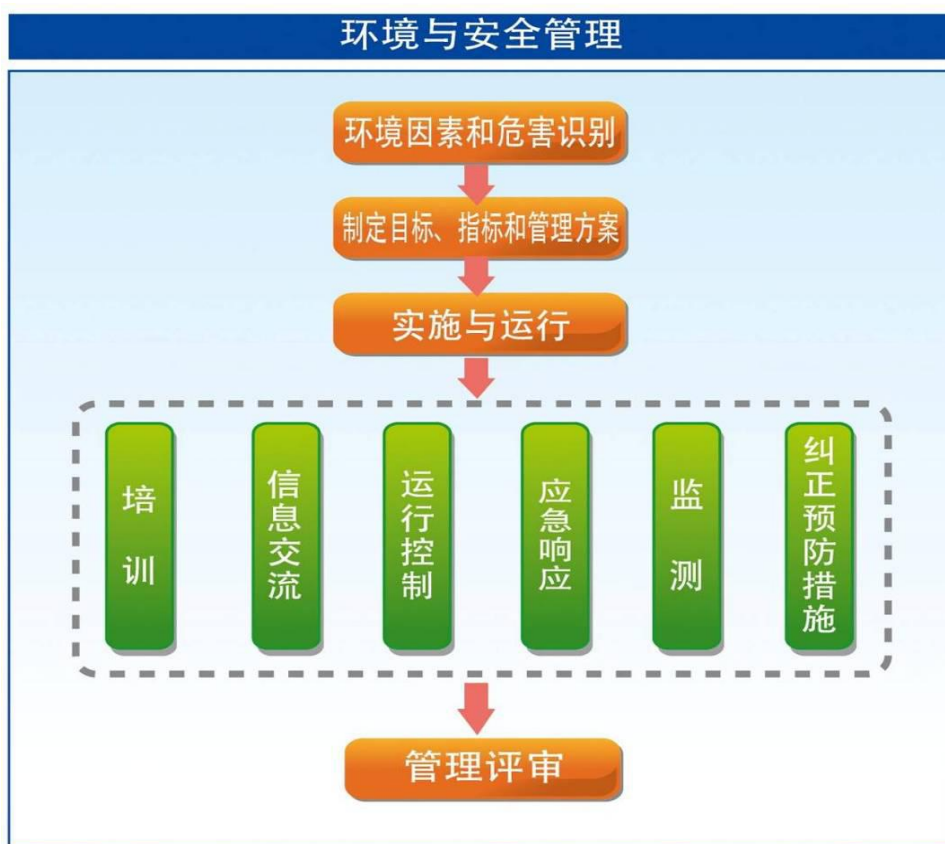 环境与安全管理
环境因素和危害识别
制定目标、指标和管理方案
实施与运行
培训
信息交流
运行控制
应急响应
监测
纠正预防措施
管理评审